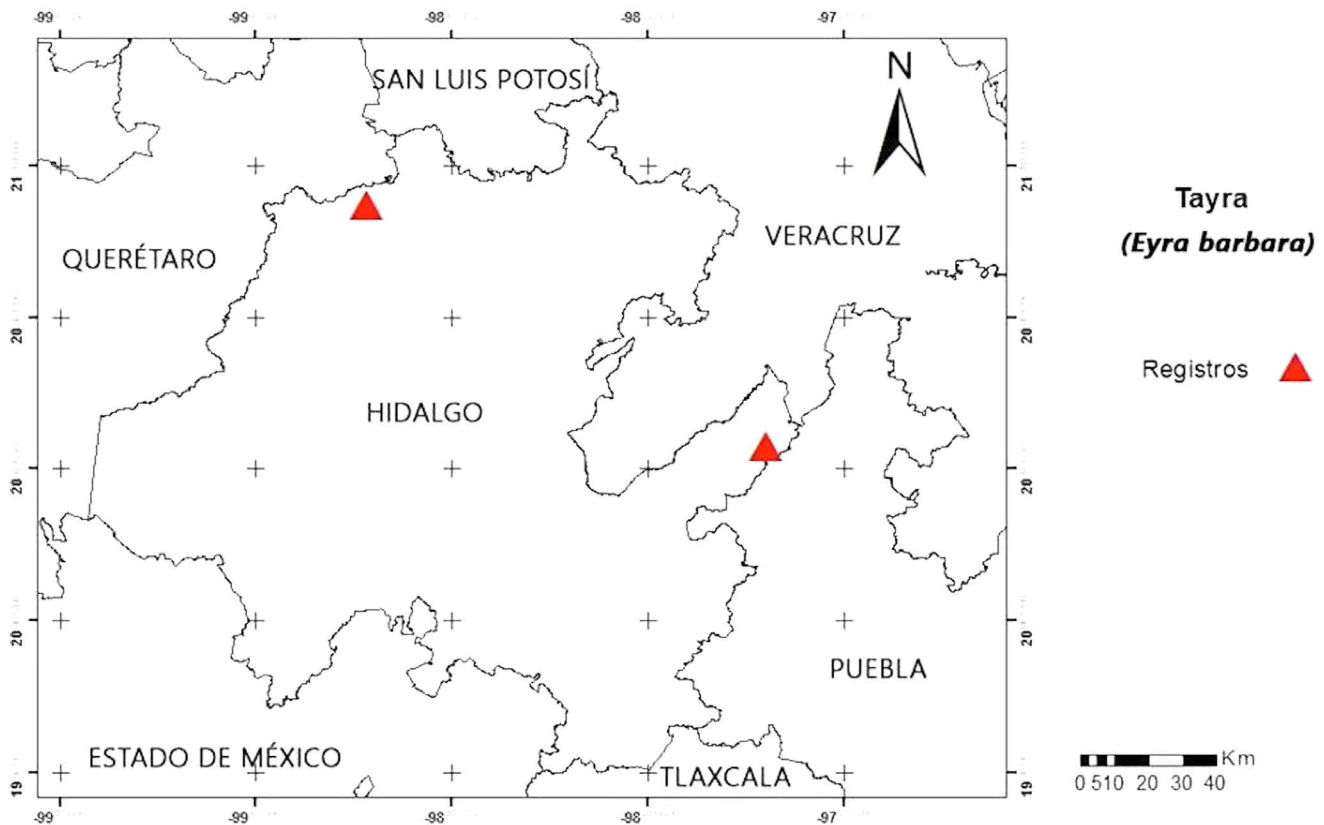 -99 -99 -98 -98 -97
SAN LUIS POTOSÍ
N
21 21
Tayra
VERACRUZ
(Eyra barbara)
QUERÉTARO
20 20
Registros
HIDALGO
20 20
20 20
PUEBLA
ESTADO DE MÉXICO
Km
TLAXCALA
19 19
0 5 10 20 30 40
-99 -99 -98 -98 -97